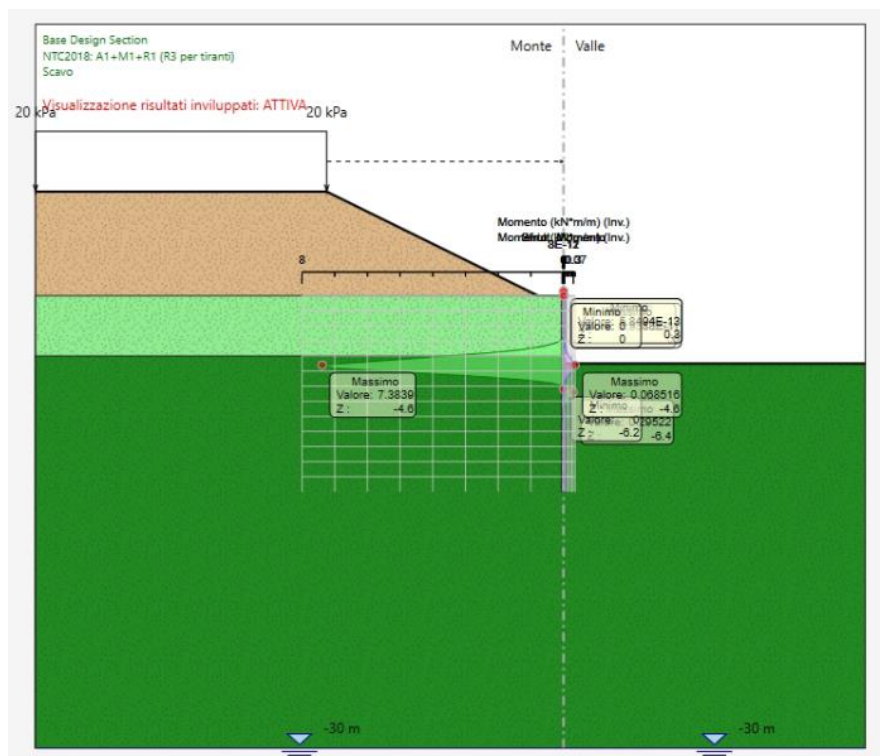 Base Design Section
NTC2018: A1+M1+R1 (R3 per tiranti)
Scavo
Monte
Valle
Visualizzazione risultati inviluppati: ATTIVA
20 kPa
20 kPa
Momento (kN*m/m) (Inv.)
8
Minimo
Valore: 0
Z : 0
Massimo
Valore: 7.3839
Z : -4.6
Massimo
Valore: 0.068516
Z : -4.6
Z : -6.2
-6.4
-30 m
-30 m